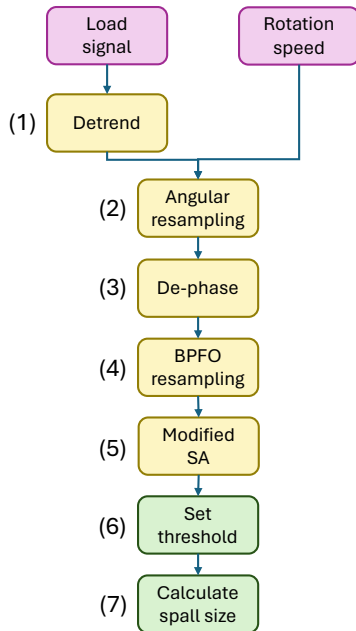 Load
signal
Rotation
speed
(1) Detrend
(2) Angular
resampling
(3) De-phase
(4) BPFO
resampling
(5) Modified
SA
(6) Set
threshold
(7) Calculate
spall size